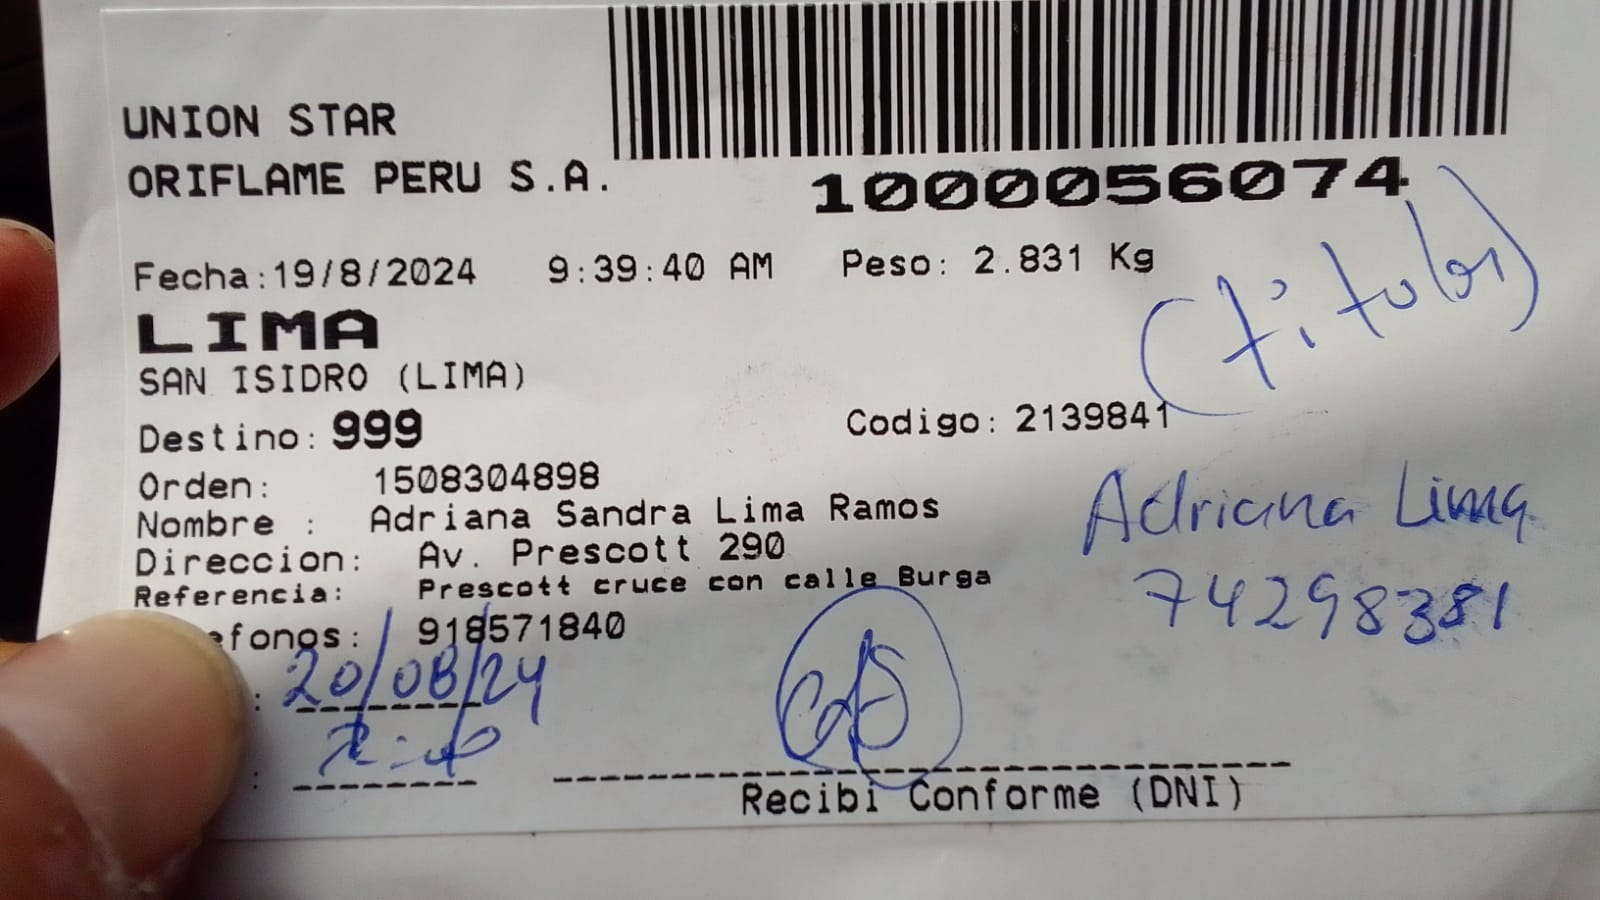 UNION STAR
ORIFLAME PERU S.A.
1000056074
Fecha:19/8/2024 9:39:40 AM Peso: 2.831 Kg
(titular)
LIMA
SAN ISIDRO (LIMA)
Destino: 999 Codigo: 2139841
Orden: 1508304898
Nombre : Adriana Sandra Lima Ramos
Adriana Lima
Direccion: Av. Prescott 290
Referencia: Prescott cruce con calle Burga
74298381
efonos: 918571840
: 20/08/24
:
Recibi Conforme (DNI)